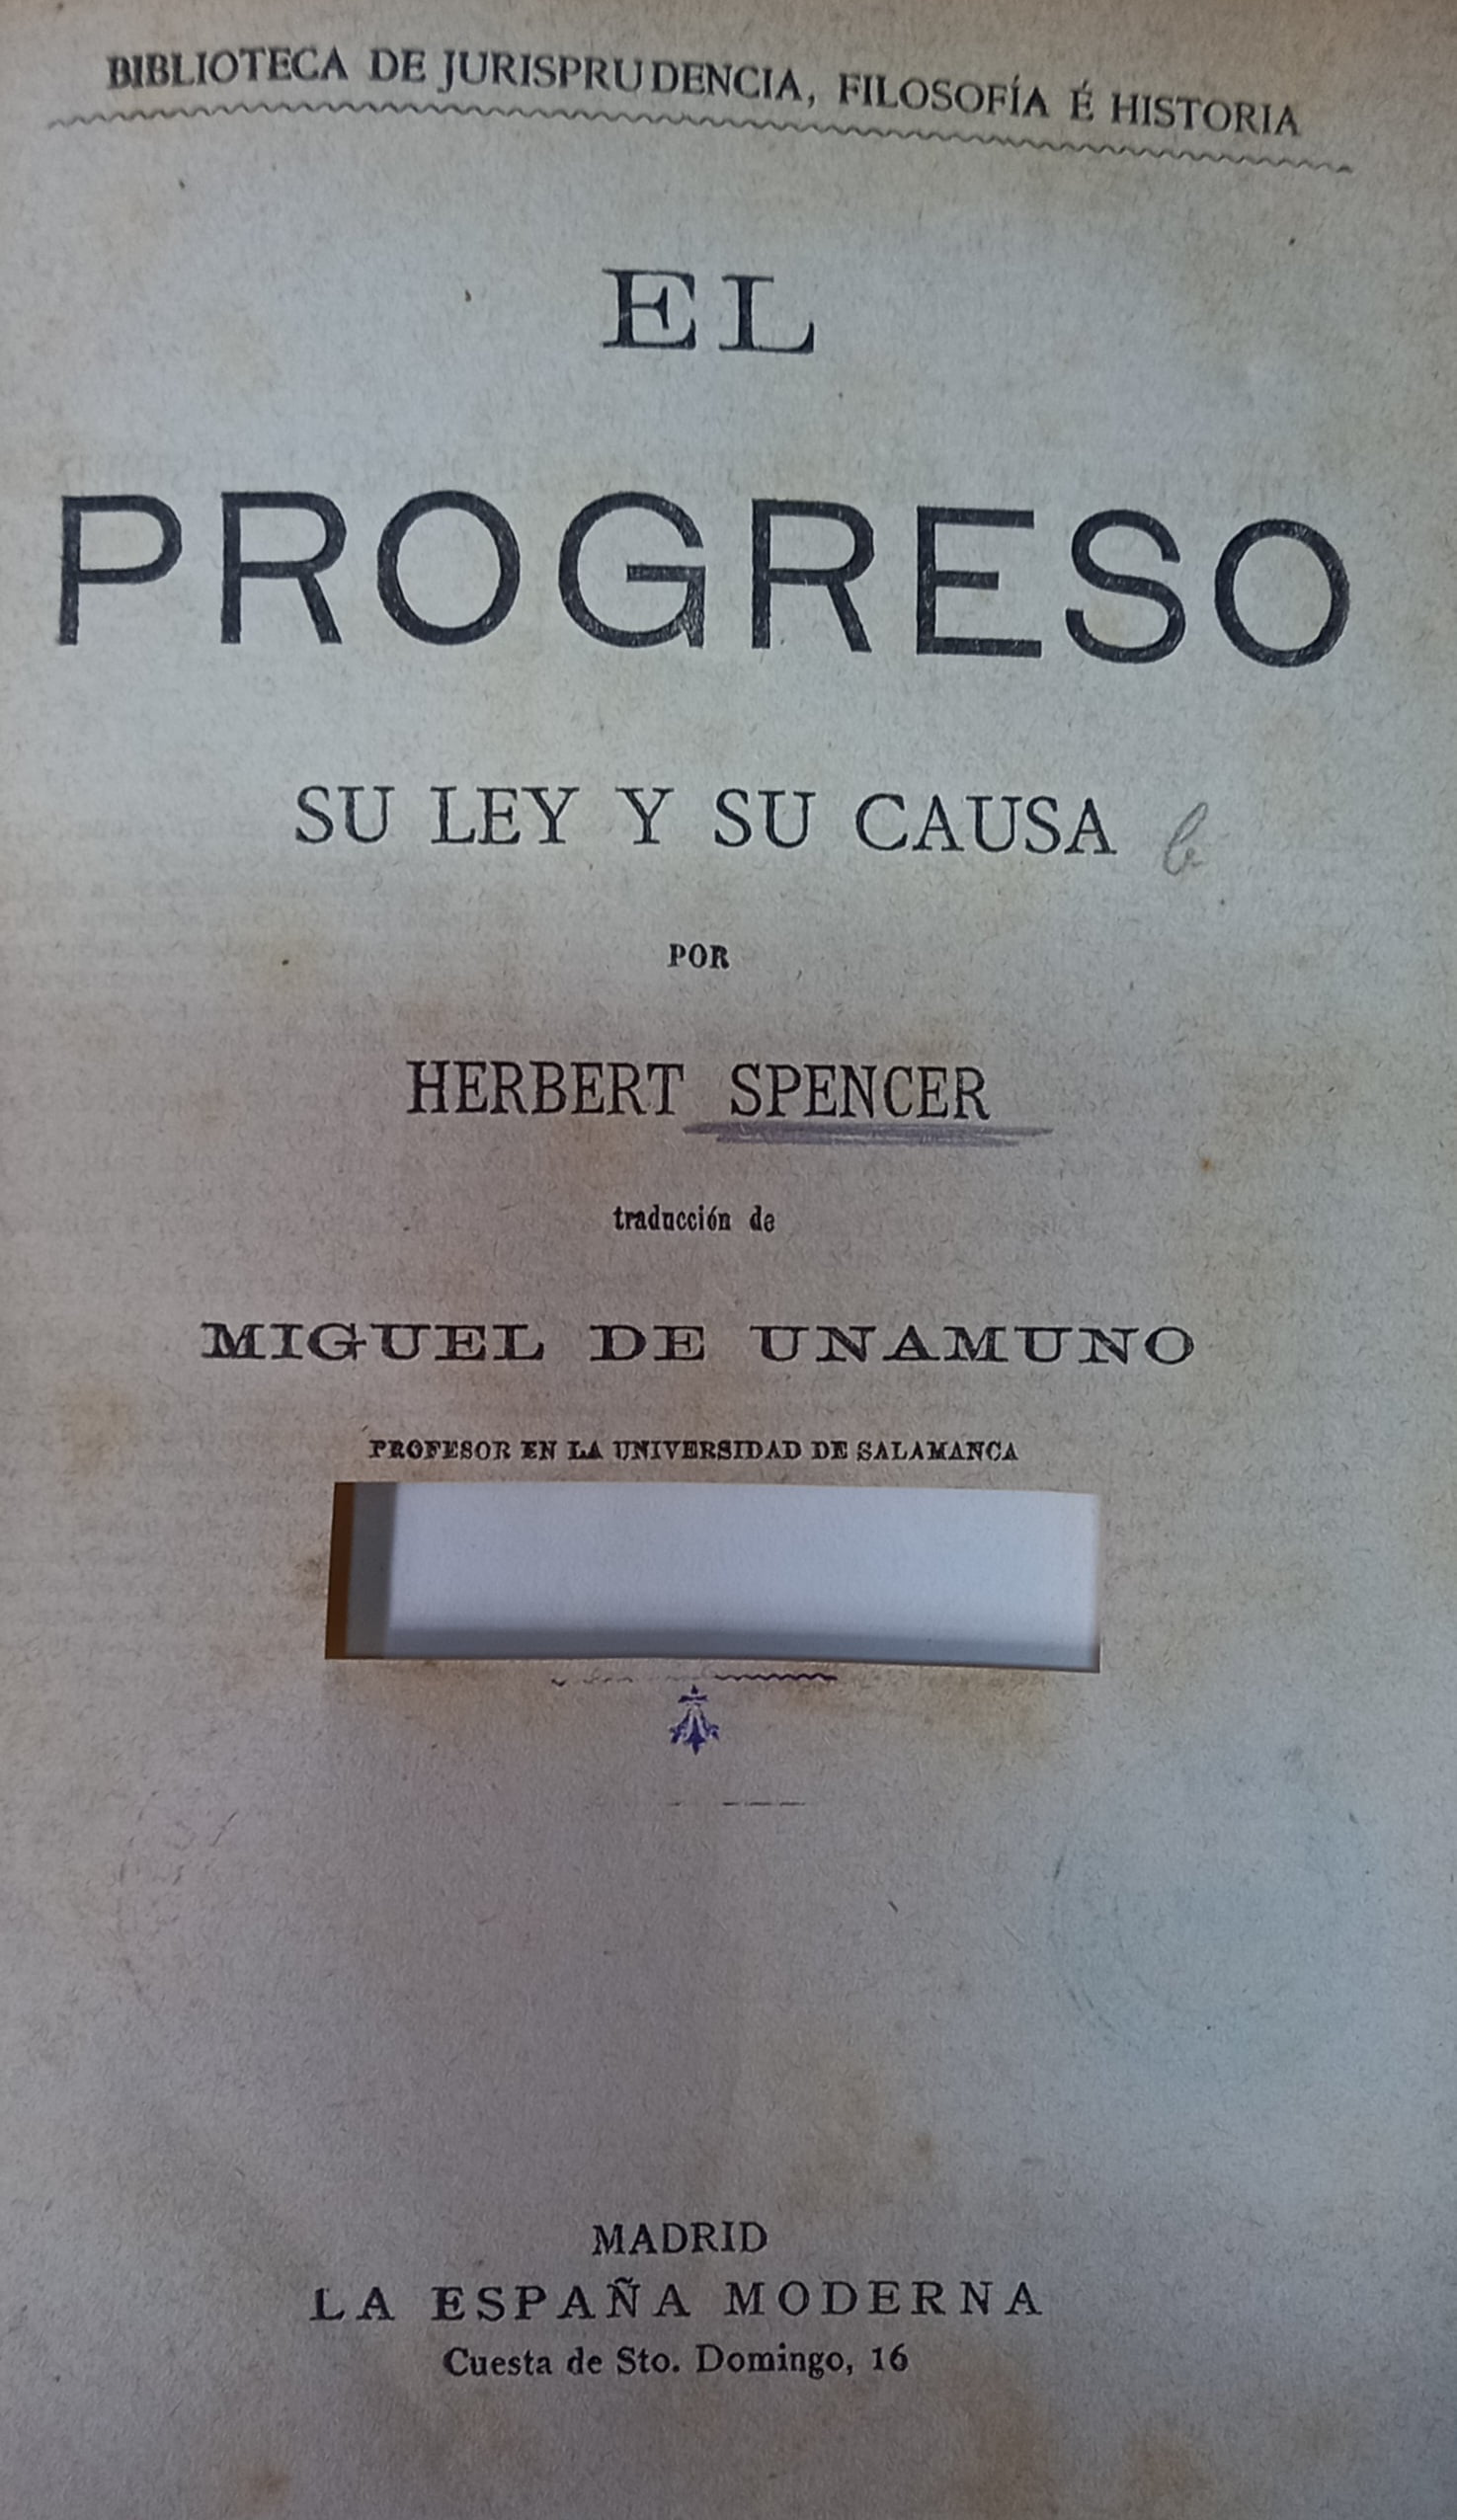 BIBLIOTECA DE JURISPRUDENCIA, FILOSOFÍA É HISTORIA
EL
PROGRESO
SU LEY Y SU CAUSA
POR
HERBERT SPENCER
traducción de
MIGUEL DE UNAMUNO
PROFESOR EN LA UNIVERSIDAD DE SALAMANCA
MADRID
LA ESPAÑA MODERNA
Cuesta de Sto. Domingo, 16